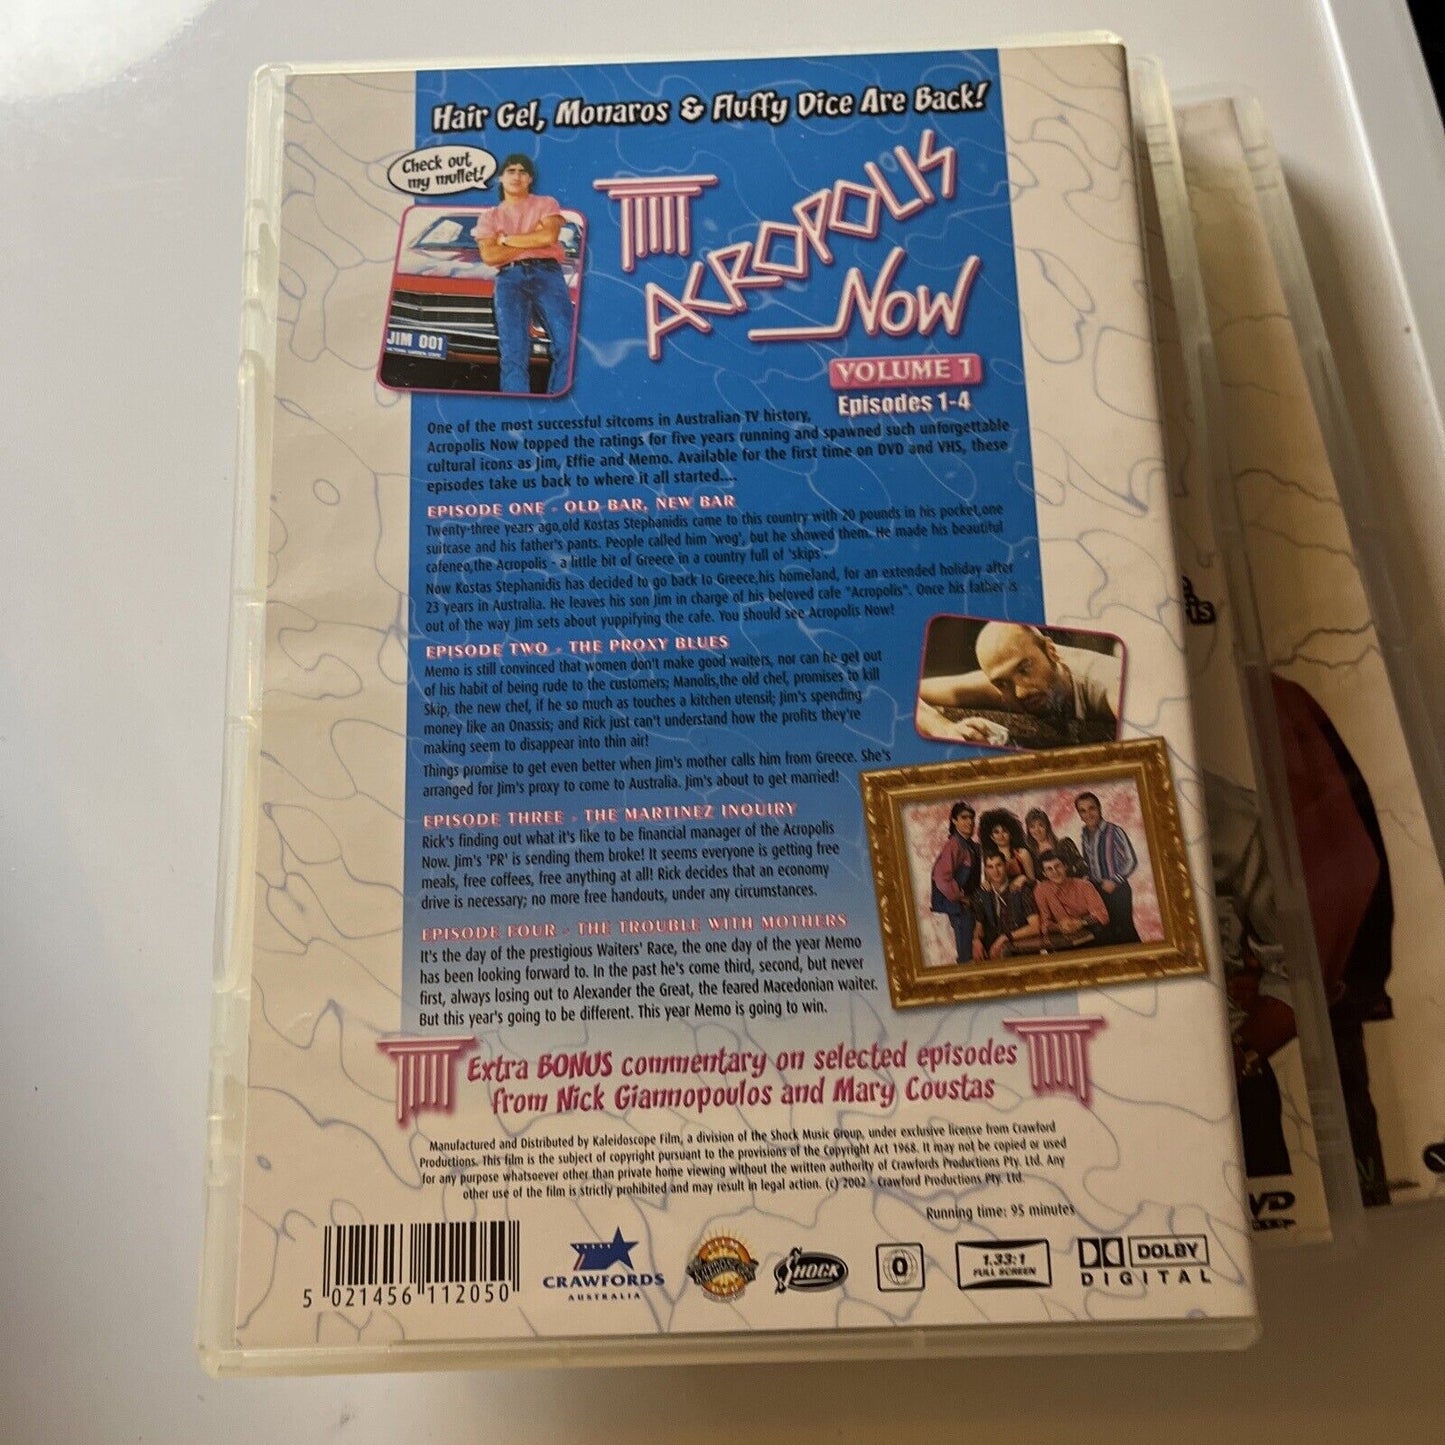 Hair Gel, Monaros & Fluffy Dice Are Back!
Check out
my mullet!
JIM 001
ACROPOLIS
NOW
VOLUME 1
Episodes 1-4
One of the most successful sitcoms in Australian TV history,
Acropolis Now topped the ratings for five years running and spawned such unforgettable
cultural icons as Jim, Effie and Memo. Available for the first time on DVD and VHS, these
episodes take us back to where it all started....
EPISODE ONE - OLD BAR, NEW BAR
Twenty-three years ago,old Kostas Stephanidis came to this country with 20 pounds in his pocket,one
suitcase and his father's pants. People called him 'wog', but he showed them. He made his beautiful
cafeneo,the Acropolis - a little bit of Greece in a country full of 'skips'.
Now Kostas Stephanidis has decided to go back to Greece,his homeland, for an extended holiday after
23 years in Australia. He leaves his son Jim in charge of his beloved cafe "Acropolis". Once his father is
out of the way Jim sets about yuppifying the cafe. You should see Acropolis Now!
EPISODE TWO - THE PROXY BLUES
Memo is still convinced that women don't make good waiters, nor can he get out
of his habit of being rude to the customers; Manolis,the old chef, promises to kill
Skip, the new chef, if he so much as touches a kitchen utensil; Jim's spending
money like an Onassis; and Rick just can't understand how the profits they're
making seem to disappear into thin air!
Things promise to get even better when Jim's mother calls him from Greece. She's
arranged for Jim's proxy to come to Australia. Jim's about to get married!
EPISODE THREE - THE MARTINEZ INQUIRY
Rick's finding out what it's like to be financial manager of the Acropolis
Now. Jim's 'PR' is sending them broke! It seems everyone is getting free
meals, free coffees, free anything at all! Rick decides that an economy
drive is necessary; no more free handouts, under any circumstances.
EPISODE FOUR - THE TROUBLE WITH MOTHERS
It's the day of the prestigious Waiters' Race, the one day of the year Memo
has been looking forward to. In the past he's come third, second, but never
first, always losing out to Alexander the Great, the feared Macedonian waiter.
But this year's going to be different. This year Memo is going to win.
Extra BONUS commentary on selected episodes
from Nick Giannopoulos and Mary Coustas
Manufactured and Distributed by Kaleidoscope Film, a division of the Shock Music Group, under exclusive license from Crawford
Productions. This film is the subject of copyright pursuant to the provisions of the Copyright Act 1968. It may not be copied or used
for any purpose whatsoever other than private home viewing without the written authority of Crawfords Productions Pty. Ltd. Any
other use of the film is strictly prohibited and may result in legal action. (c) 2002 - Crawford Productions Pty. Ltd.
Running time: 95 minutes
5 021456 112050
CRAWFORDS
AUSTRALIA
KALEIDOSCOPE
SHOCK
0
1.33:1
FULL SCREEN
DOLBY
DIGITAL